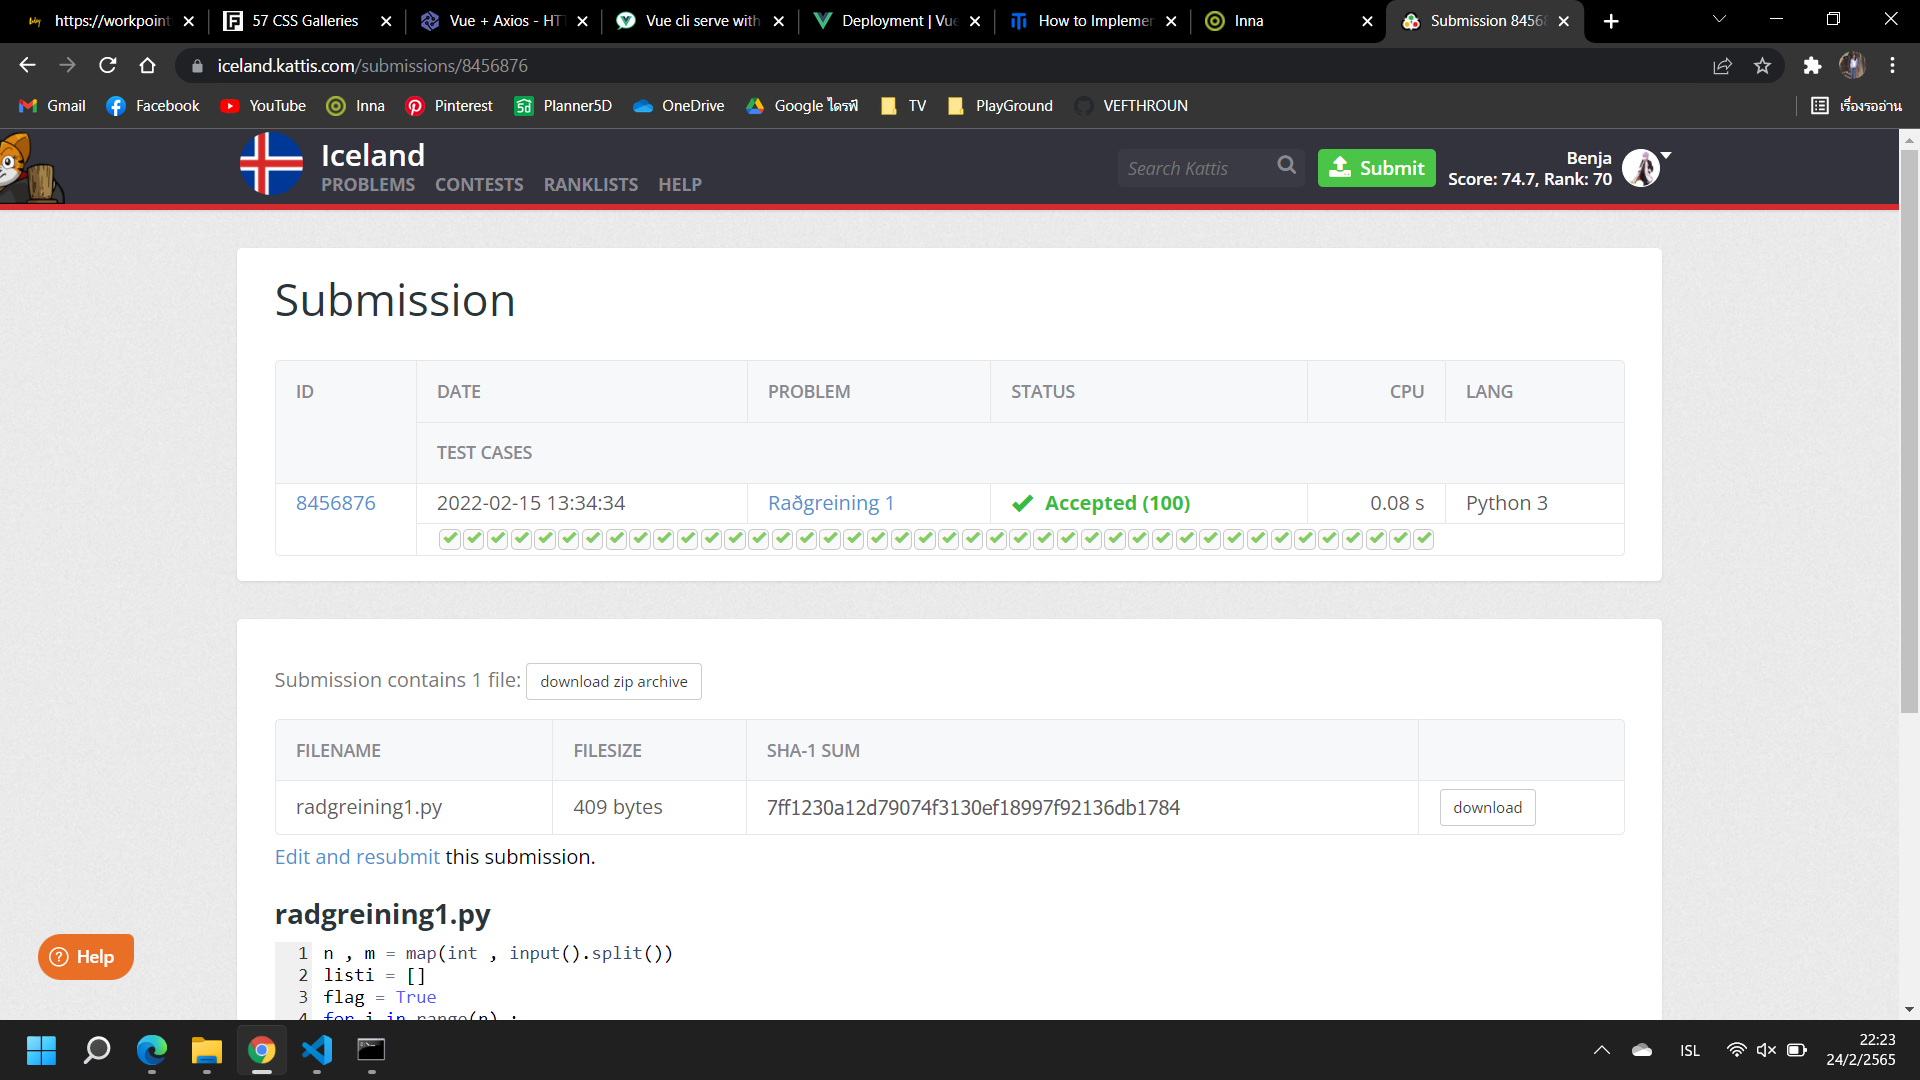 https://workpoint
57 CSS Galleries
Vue + Axios - HT
Vue cli serve with
Deployment | Vue
How to Implemen
Inna
Submission 8456
iceland.kattis.com/submissions/8456876
Gmail
Facebook
YouTube
Inna
Pinterest
Planner5D
OneDrive
Google ไดรฟ์
TV
PlayGround
VEFTHROUN
เรื่องรออ่าน
Iceland
PROBLEMS CONTESTS RANKLISTS HELP
Search Kattis
Submit
Benja
Score: 74.7, Rank: 70
Submission
ID DATE PROBLEM STATUS CPU LANG
TEST CASES
8456876 2022-02-15 13:34:34 Raðgreining 1 Accepted (100) 0.08 s Python 3
Submission contains 1 file: download zip archive
FILENAME FILESIZE SHA-1 SUM
radgreining1.py 409 bytes 7ff1230a12d79074f3130ef18997f92136db1784 download
Edit and resubmit this submission.
radgreining1.py
1 n , m = map(int , input().split())
2 listi = []
3 flag = True
4 for i in range(n) :
Help
ISL
22:23
24/2/2565